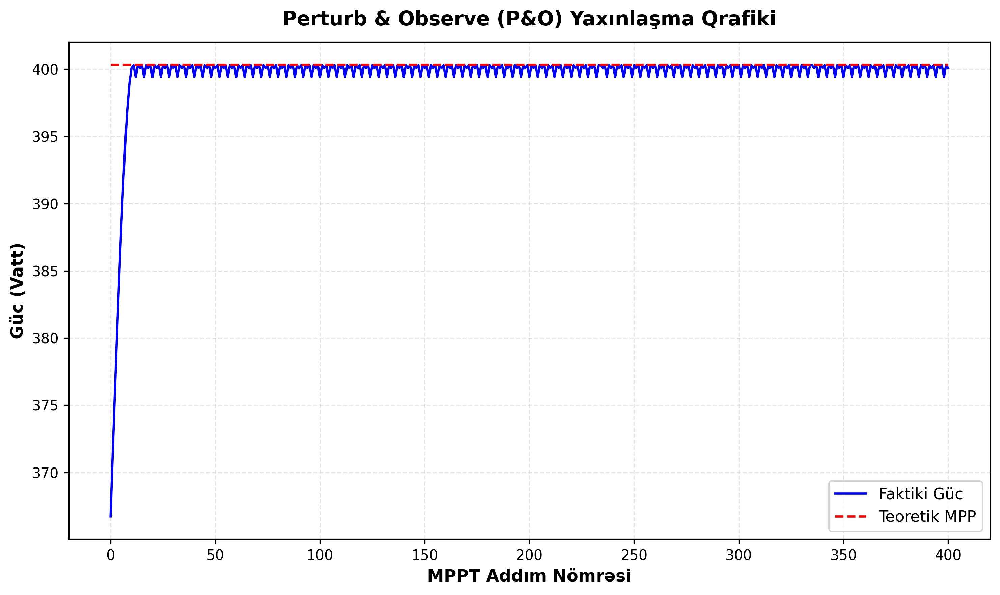 Perturb & Observe (P&O) Yaxınlaşma Qrafiki
Güc (Vatt)
400
395
390
385
380
375
370
0 50 100 150 200 250 300 350 400
MPPT Addım Nömrəsi
Faktiki Güc
Teoretik MPP